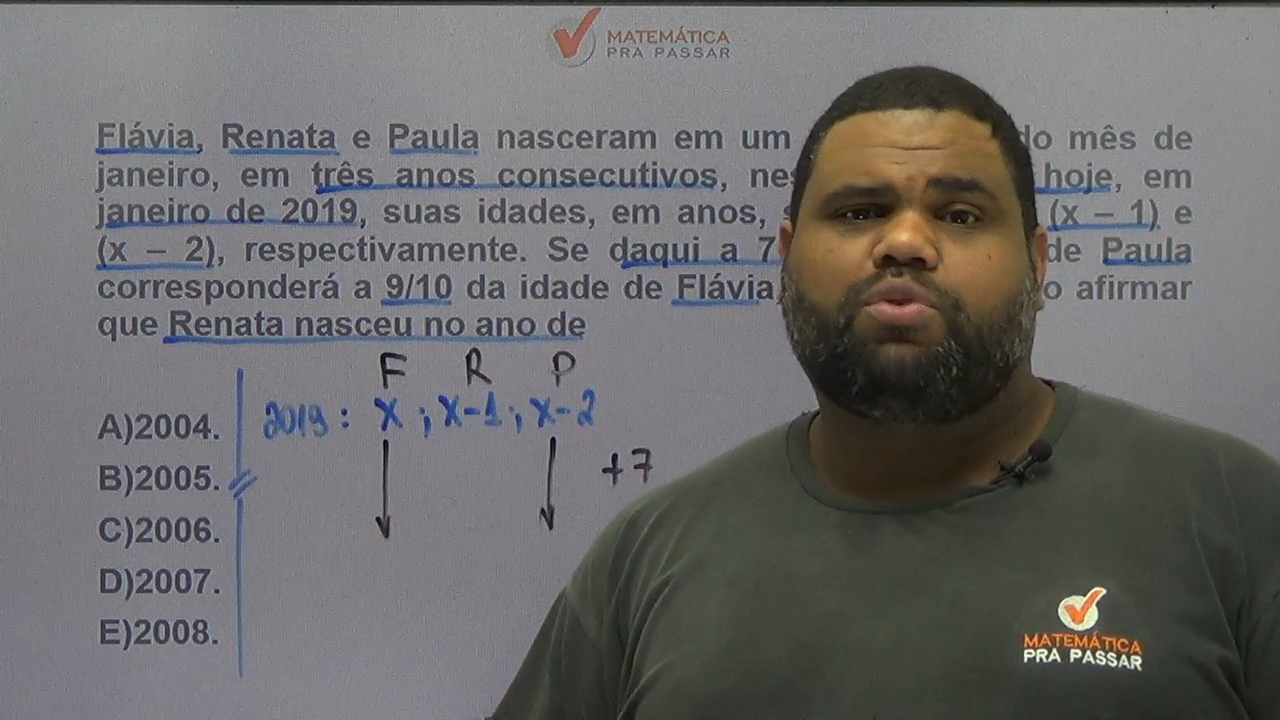 MATEMÁTICA
PRA PASSAR
Flávia, Renata e Paula nasceram em um do mês de
janeiro, em três anos consecutivos, hoje, em
janeiro de 2019, suas idades, em anos, (x – 1) e
(x – 2), respectivamente. Se daqui a 7 de Paula
corresponderá a 9/10 da idade de Flávia, afirmar
que Renata nasceu no ano de
F R P
2019: x ; x-1 ; x-2
+7
A)2004.
B)2005.
C)2006.
D)2007.
E)2008.
MATEMÁTICA
PRA PASSAR